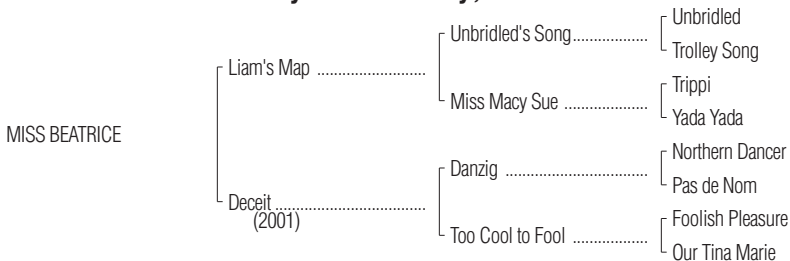 Unbridled
Unbridled's Song..................
Trolley Song
Liam's Map ..........................
Trippi
Miss Macy Sue ....................
Yada Yada
MISS BEATRICE
Northern Dancer
Danzig ..................................
Pas de Nom
Deceit ....................................
(2001)
Foolish Pleasure
Too Cool to Fool ..................
Our Tina Marie